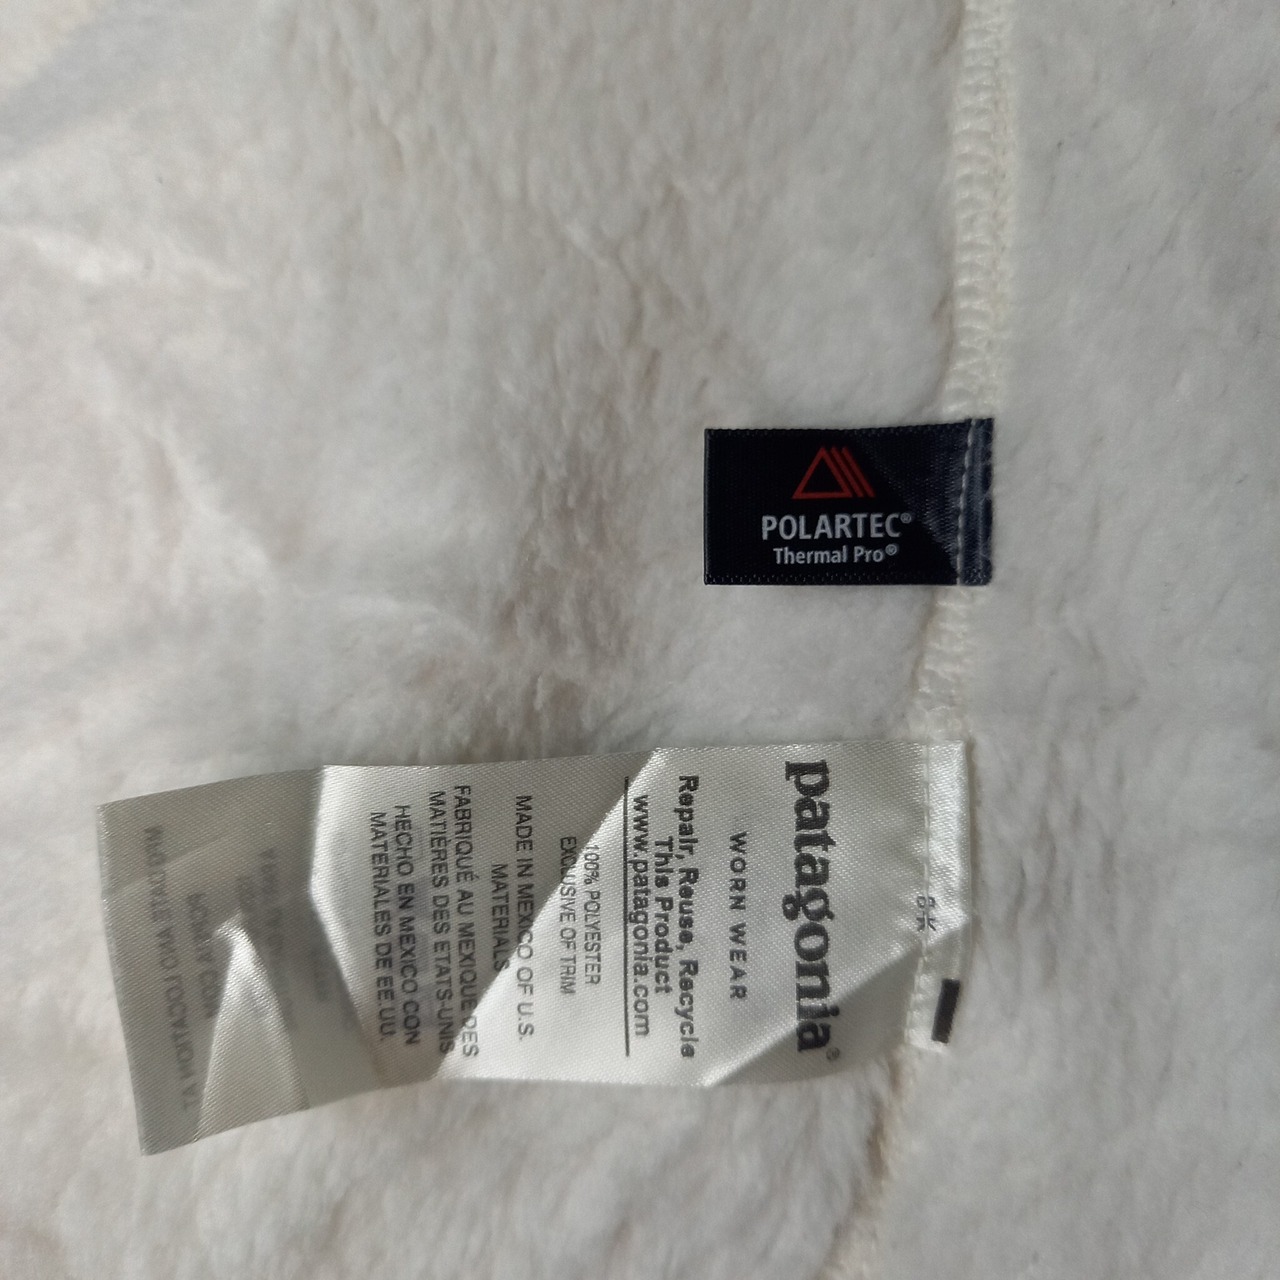 POLARTEC®
Thermal Pro®
patagonia®
WORN WEAR
Repair, Reuse, Recycle
This Product
www.patagonia.com
100% POLYESTER
EXCLUSIVE OF TRIM
MADE IN MEXICO OF U.S.
MATERIALS
FABRIQUÉ AU MEXIQUE DES
MATIÈRES DES ETATS-UNIS
HECHO EN MEXICO CON
MATERIALES DE EE.UU.